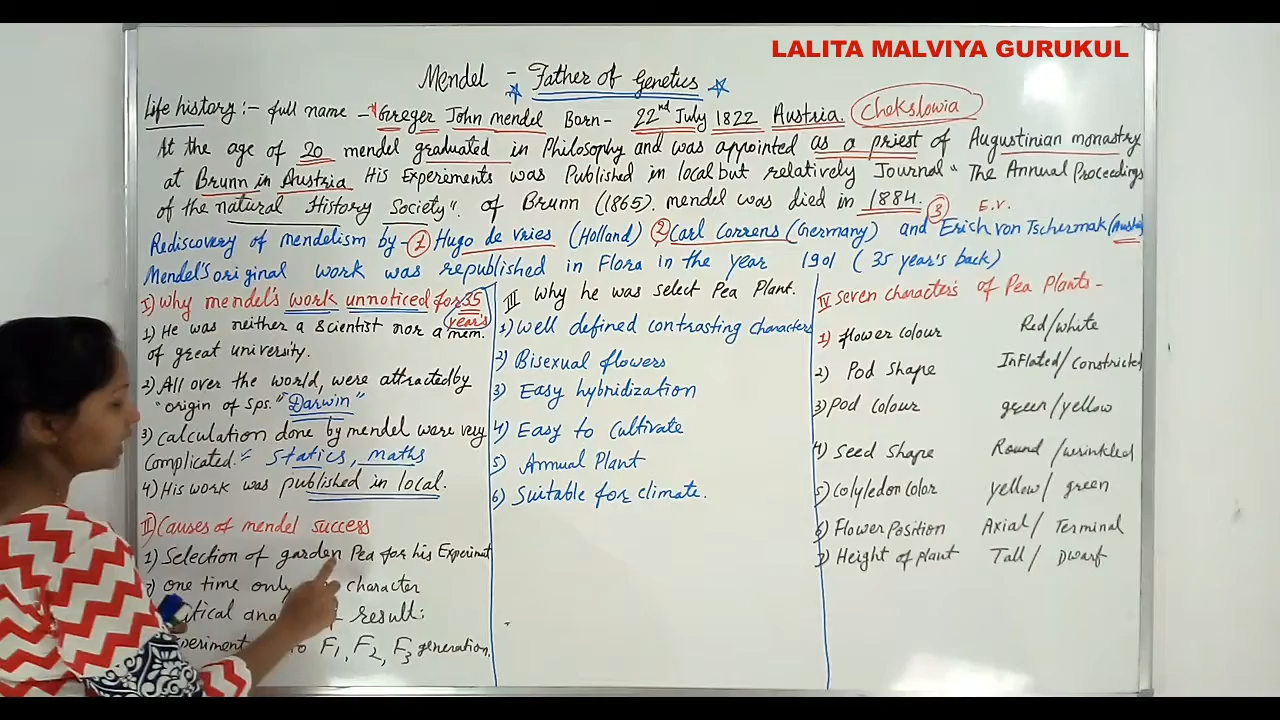 LALITA MALVIYA GURUKUL
Mendel - Father of Genetics
Life history :- full name - Greger John mendel Born - 22nd July 1822 Austria Chekslowia
At the age of 20 mendel graduated in Philosophy and was appointed as a priest of Augustinian monastry
at Brunn in Austria His Experiments was Published in local but relatively Journal "The Annual Proceedings
of the natural History Society". of Brunn (1865). mendel was died in 1884. E.V.
Rediscovery of mendelism by - 1 Hugo de vries (Holland) 2 Carl Correns (Germany) and 3 Erich von Tschermak
Mendel's original work was republished in Flora in the year 1901 (35 year's back)
I) Why mendel's work unnoticed for 35 year's
1) He was neither a scientist nor a mem.
of great university.
2) All over the world, were attracted by
"origin of sps." "Darwin"
3) Calculation done by mendel were very
complicated. = statics, maths
4) His work was published in local.
II) Causes of mendel success
1) Selection of garden Pea for his Experiment
one time only character
result:
F1, F2, F3 generation.
III Why he was select Pea Plant.
1) Well defined contrasting characters
2) Bisexual flowers
3) Easy hybridization
4) Easy to cultivate
5) Annual Plant
6) Suitable for climate.
IV Seven character's of Pea Plants -
1) flower colour Red/white
2) Pod shape Inflated/constricted
3) Pod colour green/yellow
4) Seed shape Round/wrinkled
5) Colyledon color yellow/green
6) Flower Position Axial/Terminal
7) Height of plant Tall/Dwarf